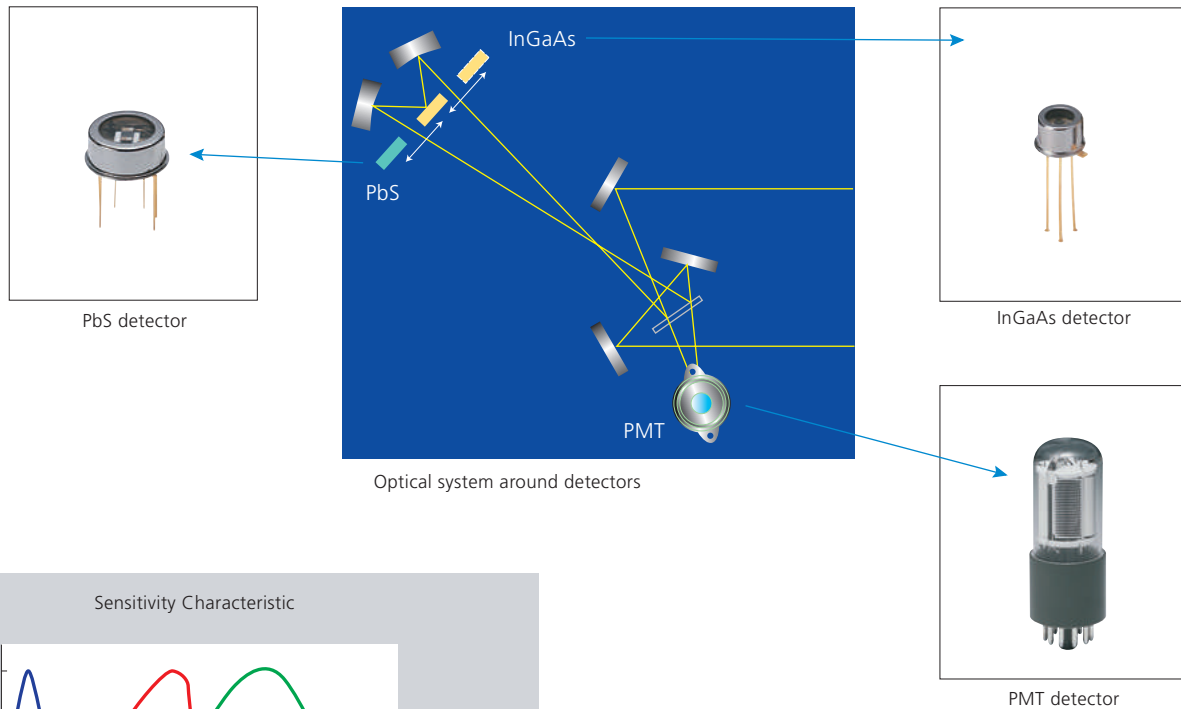 InGaAs
PbS
PMT
PbS detector
InGaAs detector
Optical system around detectors
Sensitivity Characteristic
PMT detector